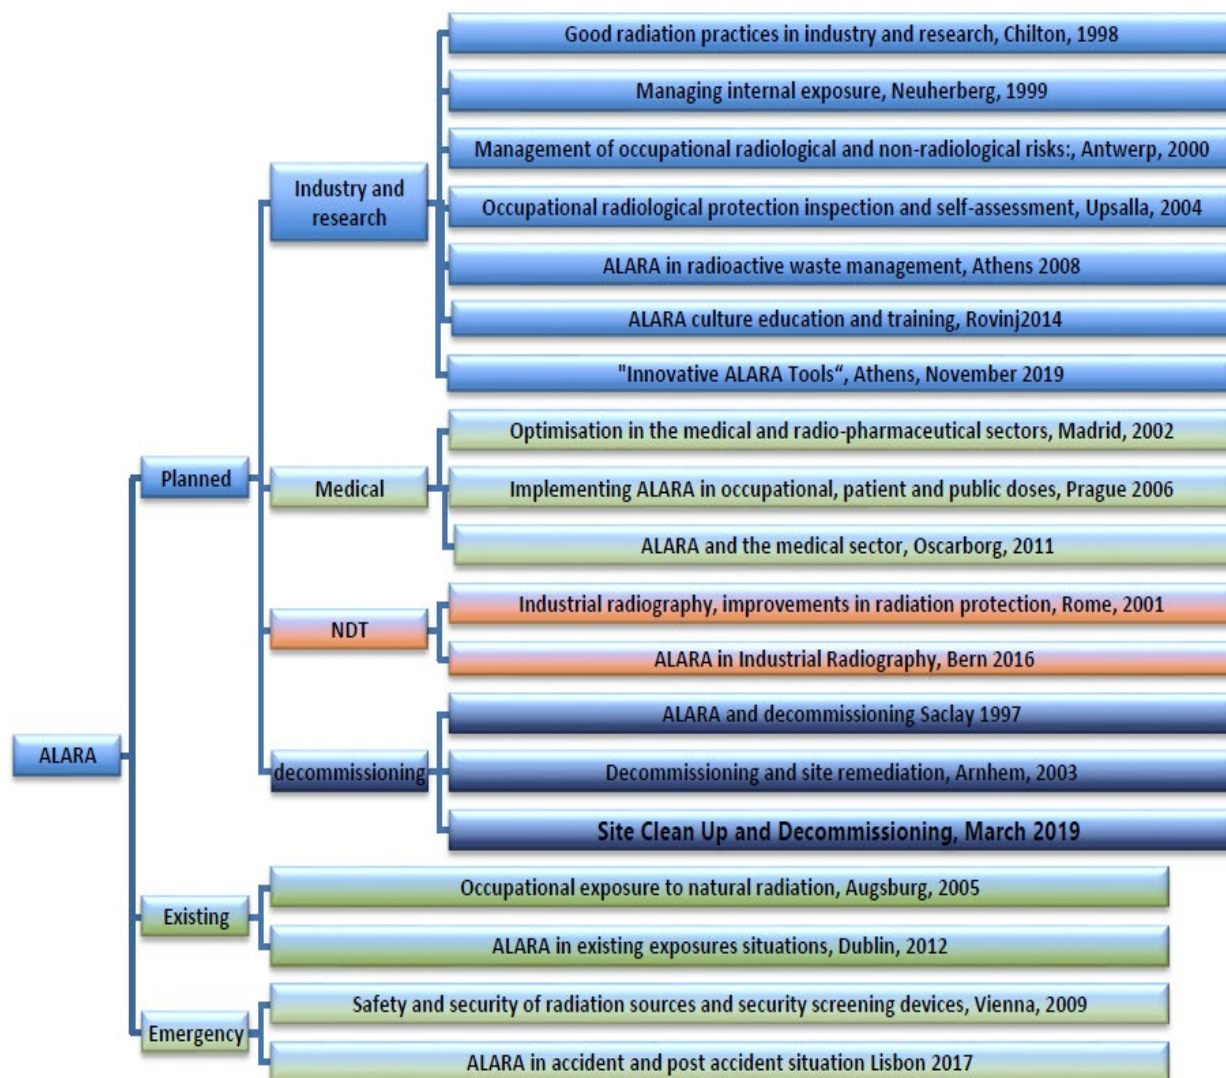 Good radiation practices in industry and research, Chilton, 1998
Managing internal exposure, Neuherberg, 1999
Management of occupational radiological and non-radiological risks:, Antwerp, 2000
Industry and
research
Occupational radiological protection inspection and self-assessment, Upsalla, 2004
ALARA in radioactive waste management, Athens 2008
ALARA culture education and training, Rovinj2014
"Innovative ALARA Tools“, Athens, November 2019
Optimisation in the medical and radio-pharmaceutical sectors, Madrid, 2002
Planned
Medical
Implementing ALARA in occupational, patient and public doses, Prague 2006
ALARA and the medical sector, Oscarborg, 2011
Industrial radiography, improvements in radiation protection, Rome, 2001
NDT
ALARA in Industrial Radiography, Bern 2016
ALARA and decommissioning Saclay 1997
ALARA
decommissioning
Decommissioning and site remediation, Arnhem, 2003
Site Clean Up and Decommissioning, March 2019
Occupational exposure to natural radiation, Augsburg, 2005
Existing
ALARA in existing exposures situations, Dublin, 2012
Safety and security of radiation sources and security screening devices, Vienna, 2009
Emergency
ALARA in accident and post accident situation Lisbon 2017